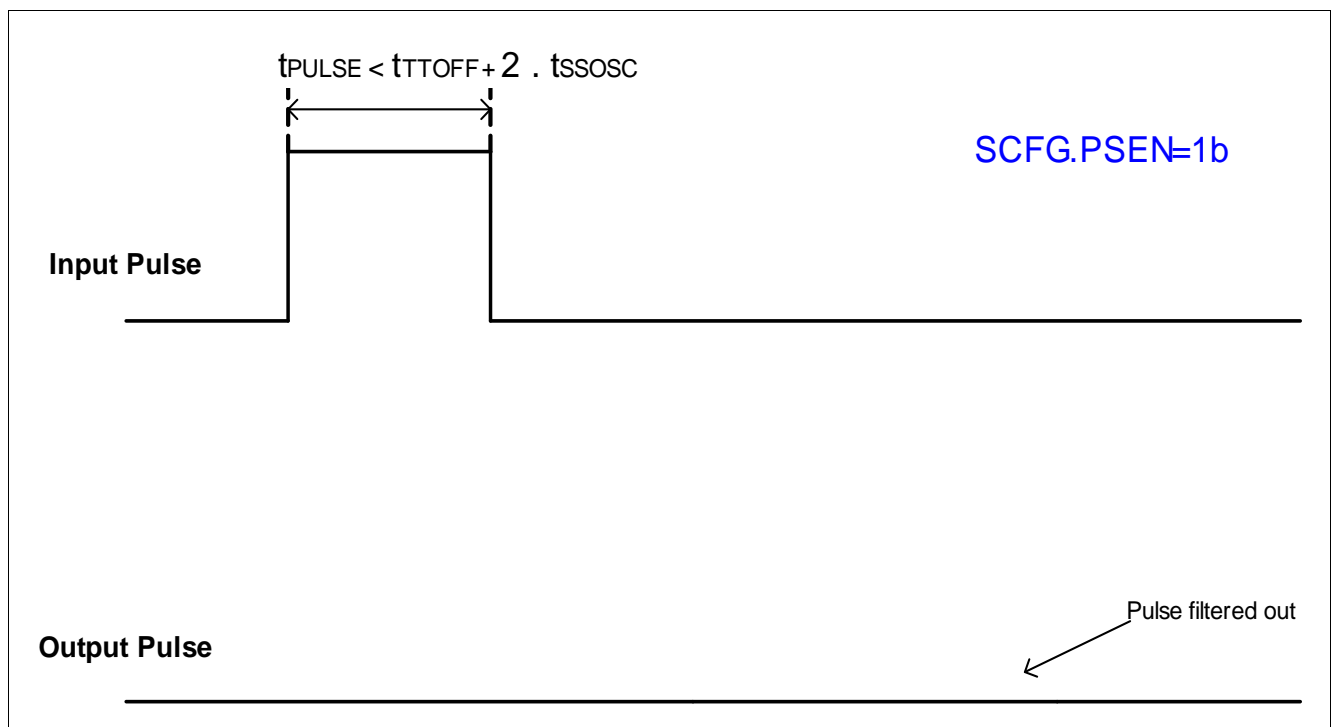 tPULSE < tTTOFF+ 2 . tSSOSC
SCFG.PSEN=1b
Input Pulse
Pulse filtered out
Output Pulse